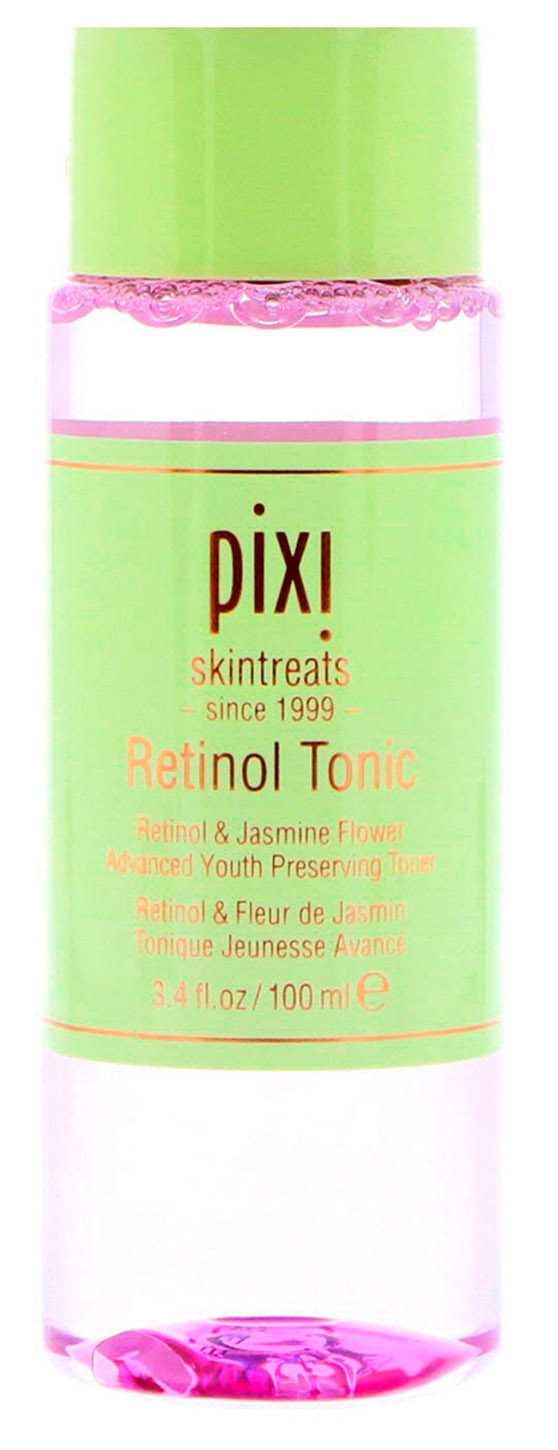 pixi
skintreats
– since 1999 –
Retinol Tonic
Retinol & Jasmine Flower
Advanced Youth Preserving Toner
Retinol & Fleur de Jasmin
Tonique Jeunesse Avancé
3.4 fl.oz/100 ml ℮